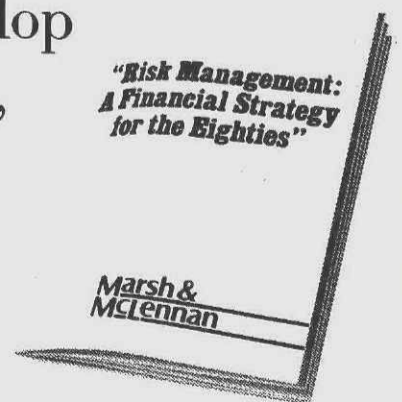 lop
"Risk Management:
A Financial Strategy
for the Eighties"
Marsh &
McLennan